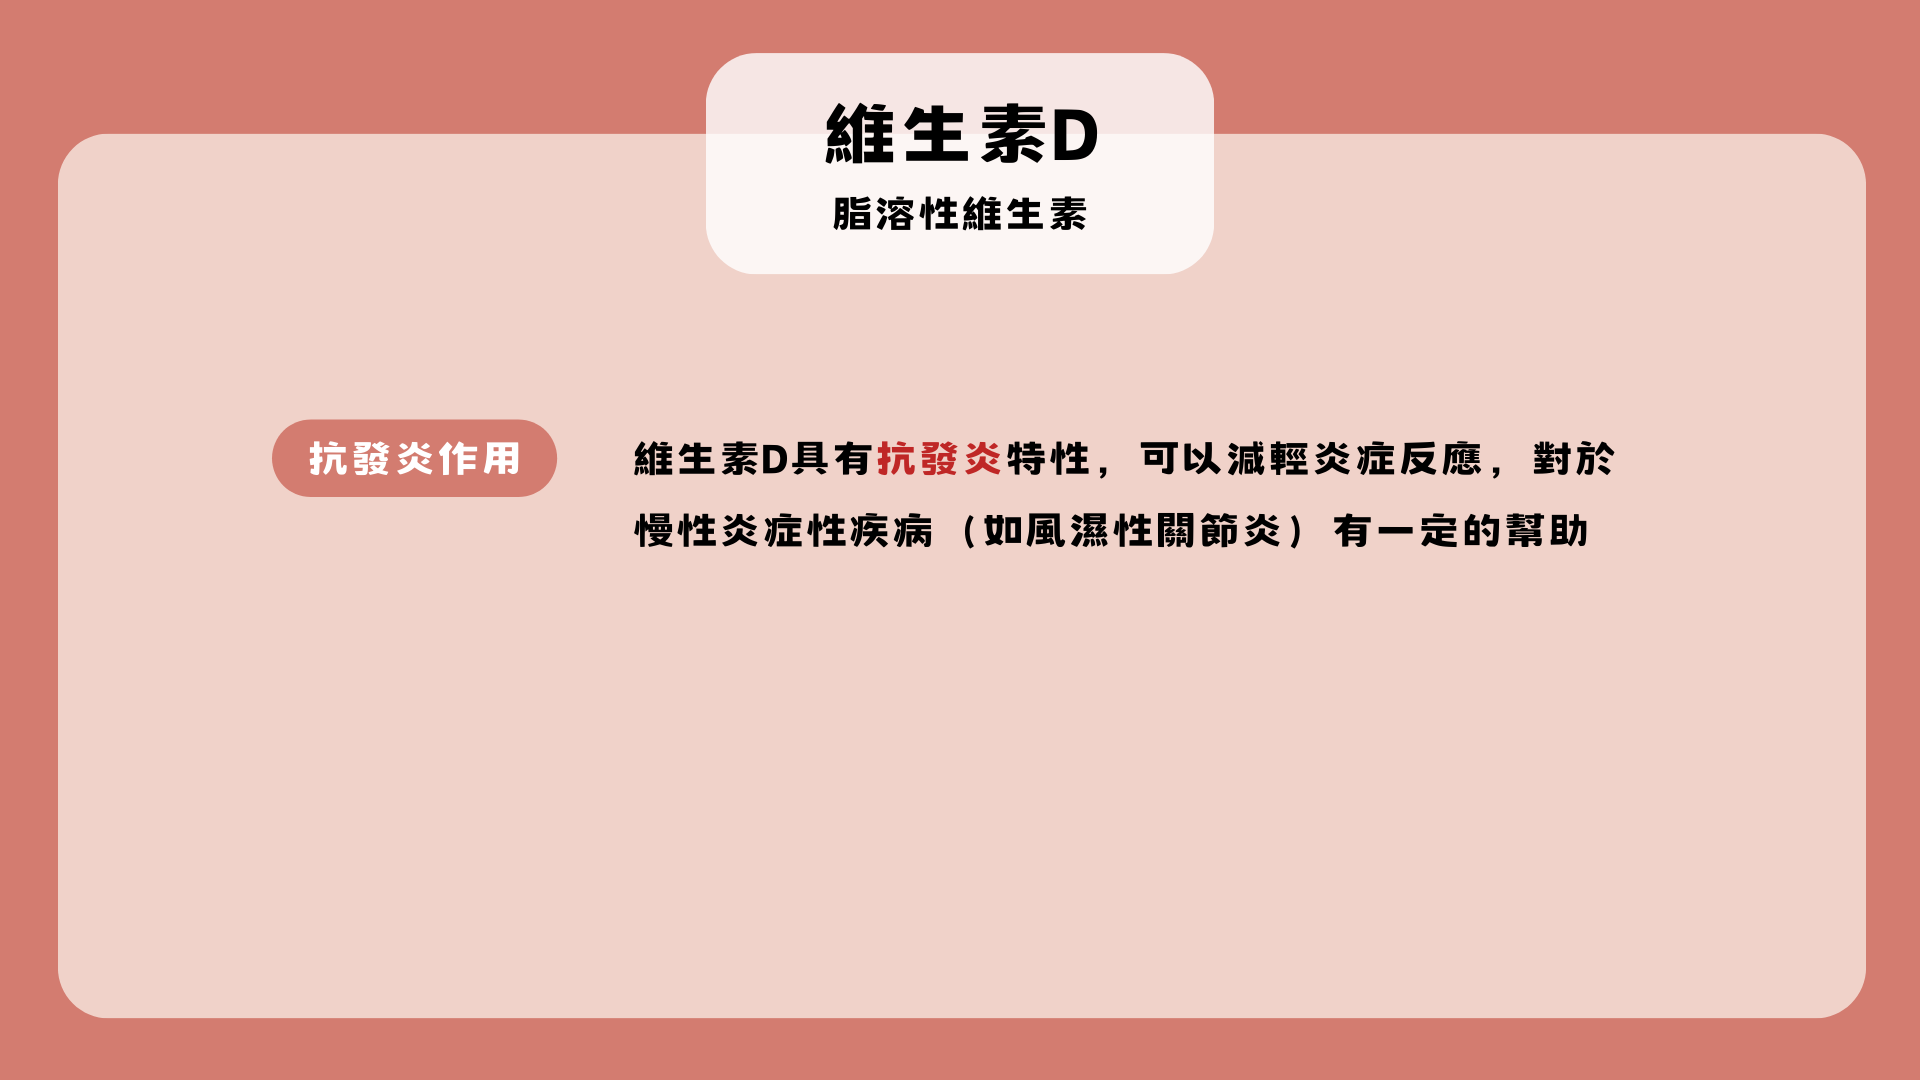 維生素D
脂溶性維生素
抗發炎作用
維生素D具有抗發炎特性，可以減輕炎症反應，對於
慢性炎症性疾病（如風濕性關節炎）有一定的幫助